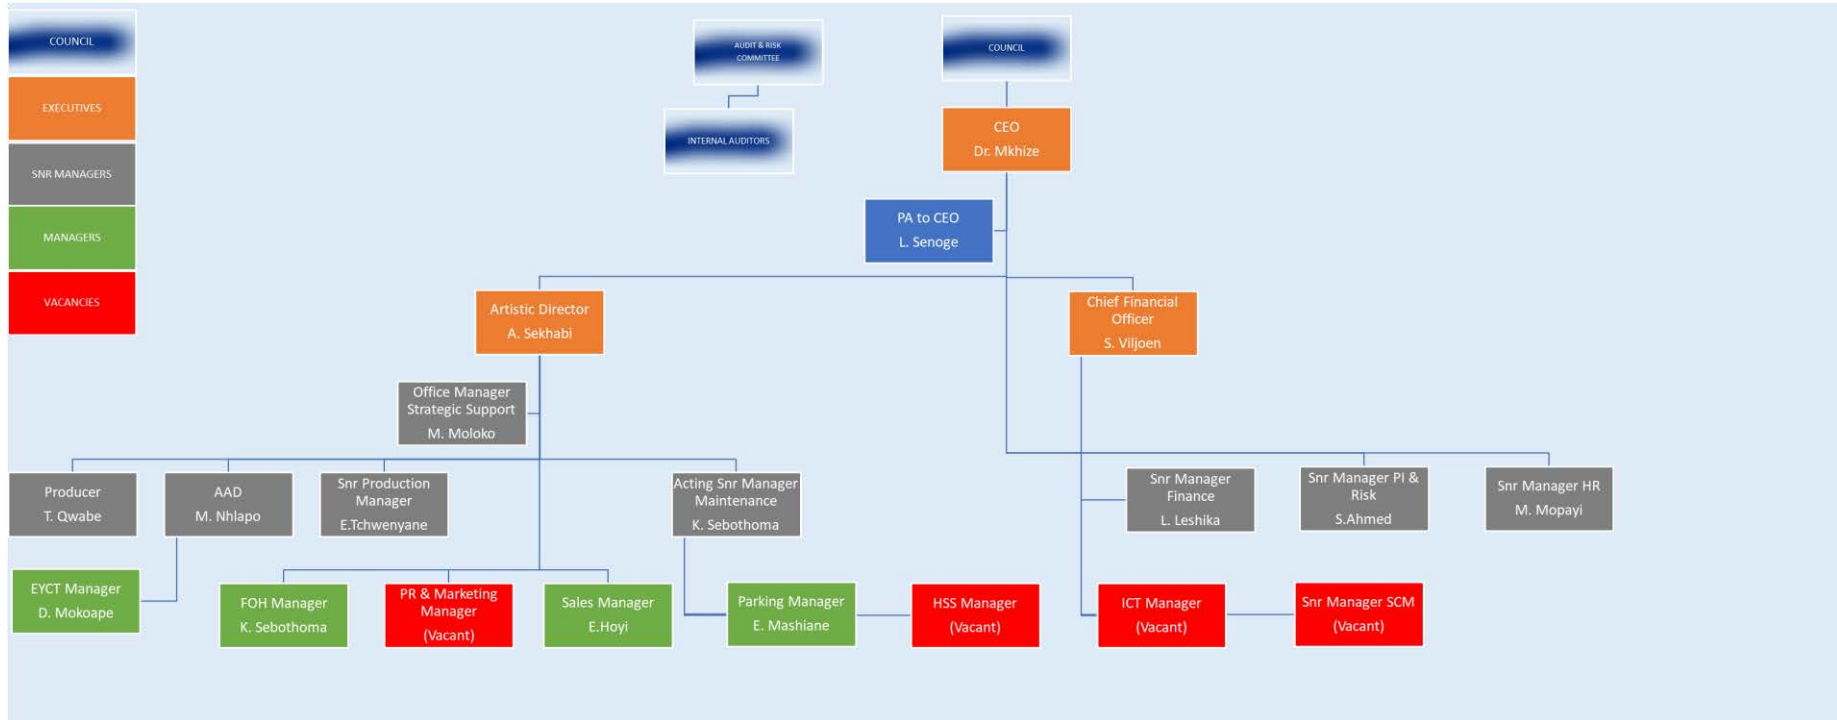 COUNCIL
EXECUTIVES
SNR MANAGERS
MANAGERS
VACANCIES
AUDIT & RISK
COMMITTEE
INTERNAL AUDITORS
COUNCIL
CEO
Dr. Mkhize
PA to CEO
L. Senoge
Artistic Director
A. Sekhabi
Chief Financial
Officer
S. Viljoen
Office Manager
Strategic Support
M. Moloko
Producer
T. Qwabe
AAD
M. Nhlapo
Snr Production
Manager
E.Tchwenyane
Acting Snr Manager
Maintenance
K. Sebothoma
Snr Manager
Finance
L. Leshika
Snr Manager PI &
Risk
S.Ahmed
Snr Manager HR
M. Mopayi
EYCT Manager
D. Mokoape
FOH Manager
K. Sebothoma
PR & Marketing
Manager
(Vacant)
Sales Manager
E.Hoyi
Parking Manager
E. Mashiane
HSS Manager
(Vacant)
ICT Manager
(Vacant)
Snr Manager SCM
(Vacant)